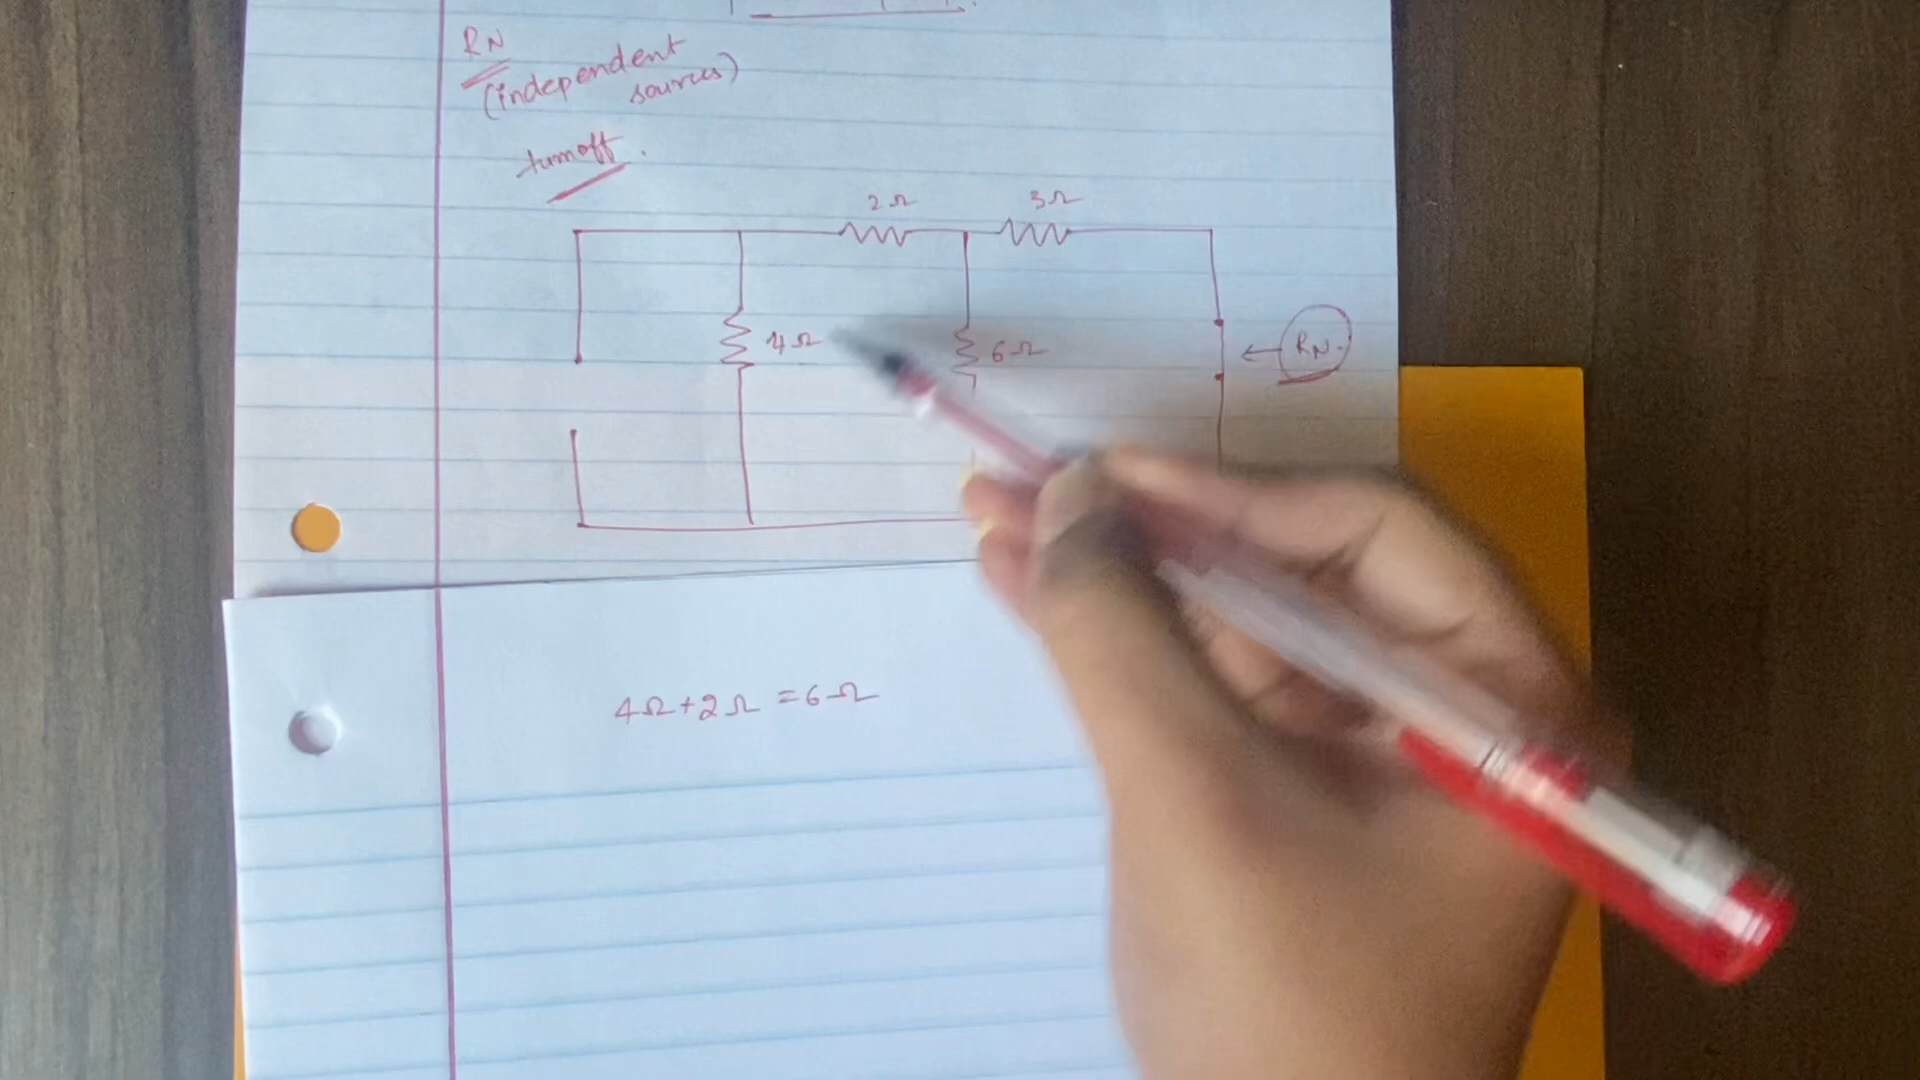 RN
(independent
sources)
turnoff.
2Ω
3Ω
4Ω
6Ω
RN.
4Ω+2Ω =6Ω